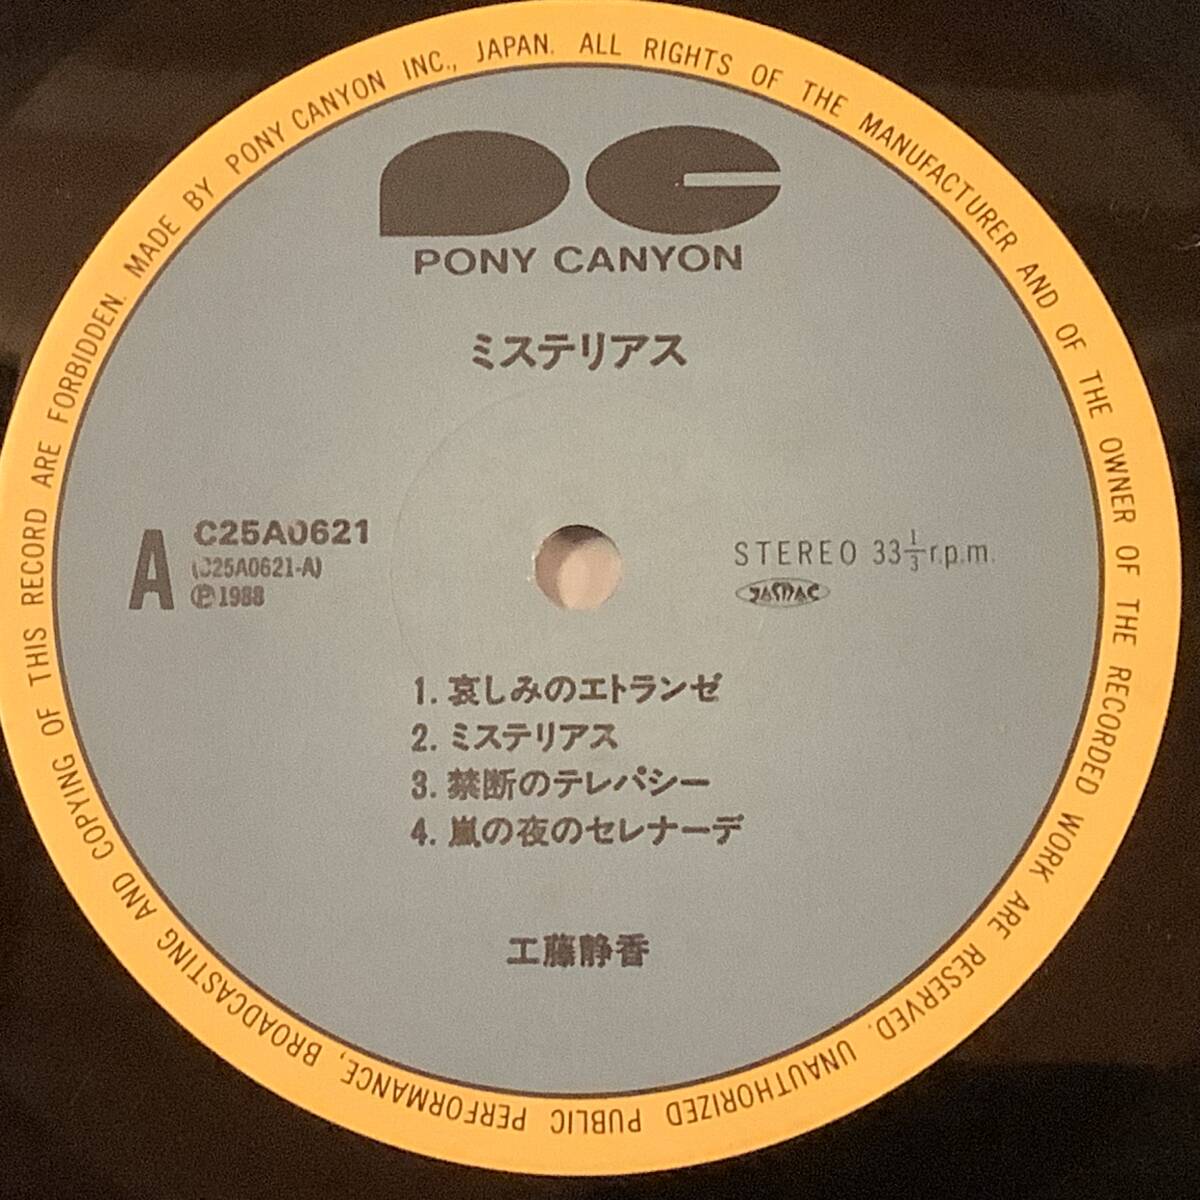 MADE BY PONY CANYON INC., JAPAN. ALL RIGHTS OF THE MANUFACTURER AND OF THE OWNER OF THE RECORDED WORK ARE RESERVED. UNAUTHORIZED PUBLIC PERFORMANCE, BROADCASTING AND COPYING OF THIS RECORD ARE FORBIDDEN.
PC
PONY CANYON
ミステリアス
A
C25A0621
(C25A0621-A)
Ⓟ1988
STEREO 33⅓r.p.m.
JASRAC
1. 哀しみのエトランゼ
2. ミステリアス
3. 禁断のテレパシー
4. 嵐の夜のセレナーデ
工藤静香